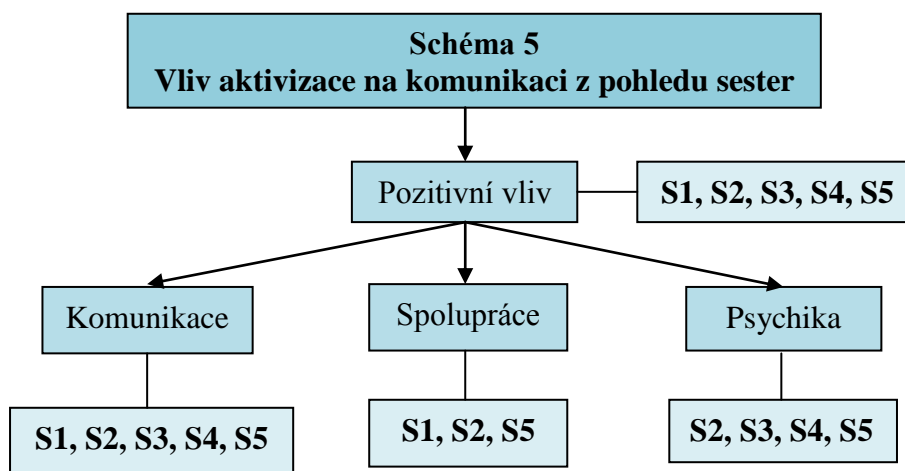 Schéma 5
Vliv aktivizace na komunikaci z pohledu sester
Pozitivní vliv
S1, S2, S3, S4, S5
Komunikace
Spolupráce
Psychika
S1, S2, S3, S4, S5
S1, S2, S5
S2, S3, S4, S5